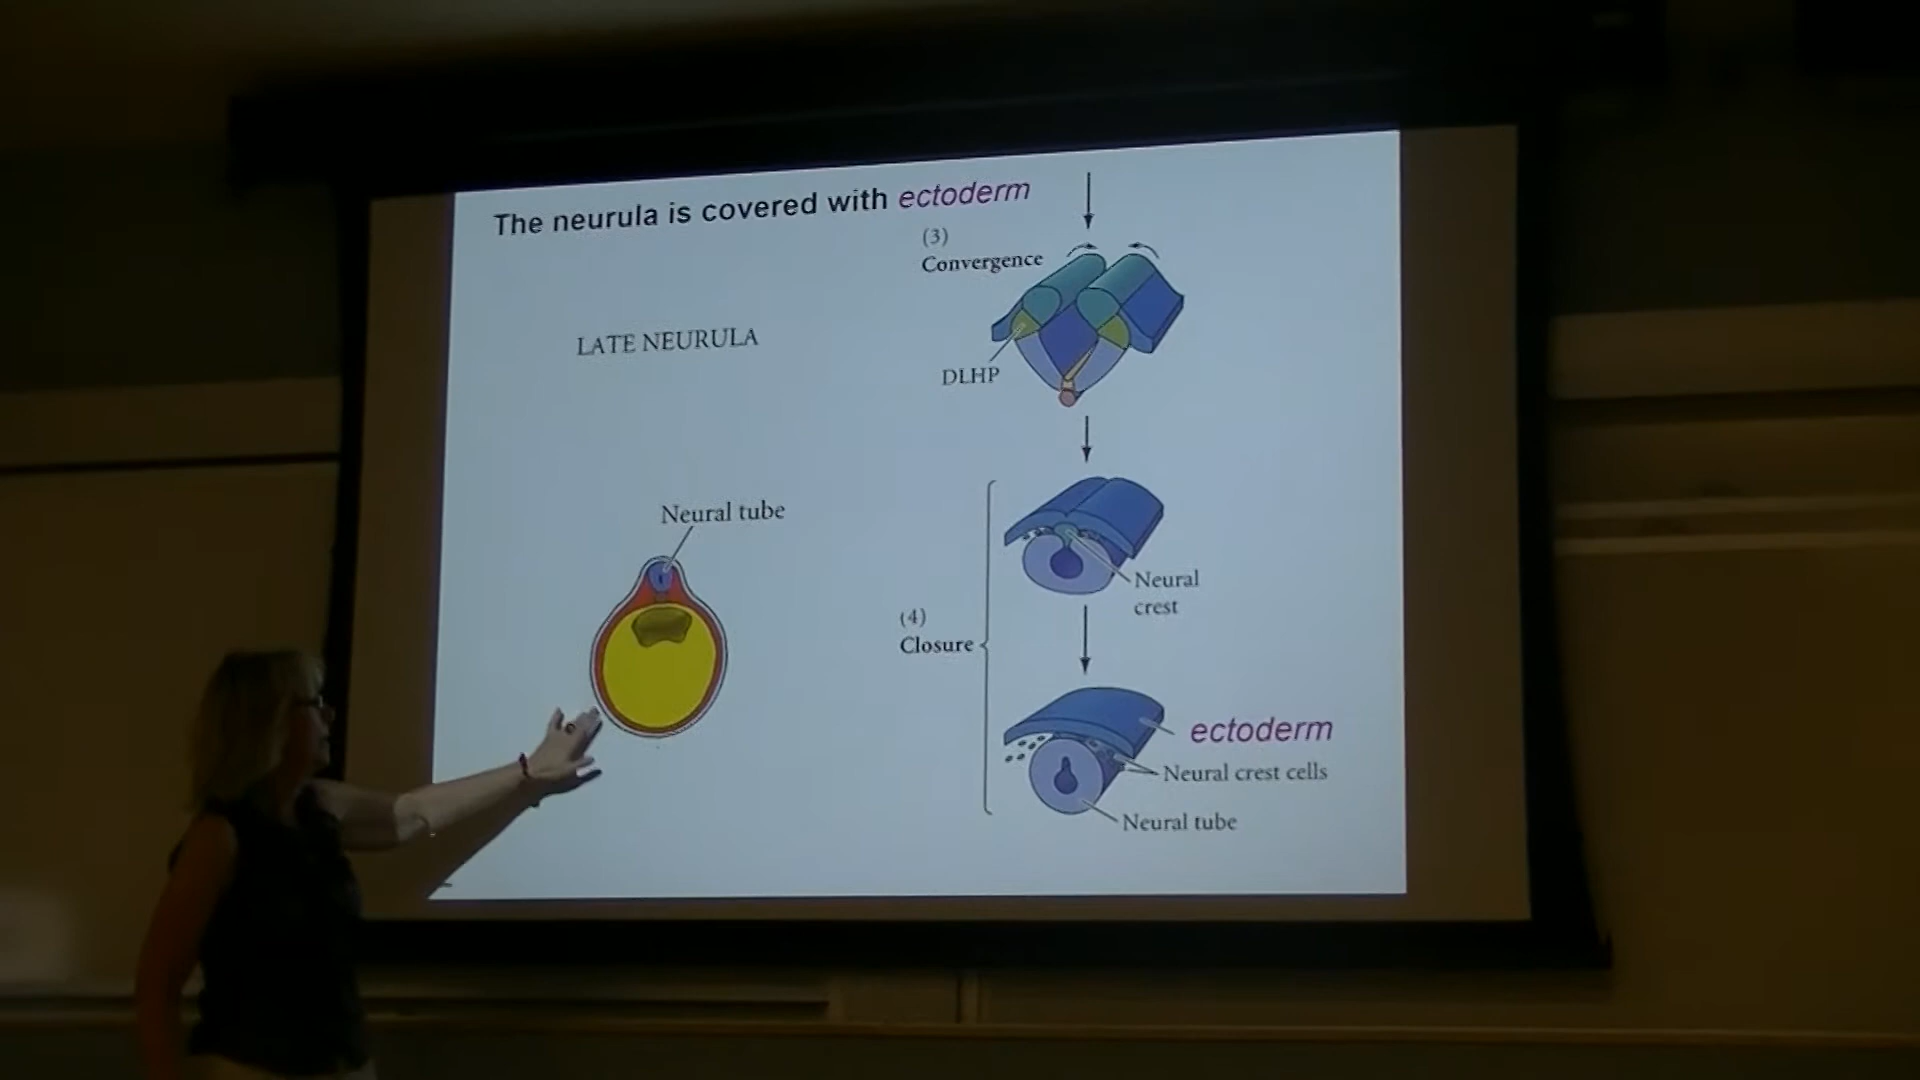 The neurula is covered with ectoderm
(3)
Convergence
LATE NEURULA
DLHP
Neural tube
Neural
crest
(4)
Closure
ectoderm
Neural crest cells
Neural tube